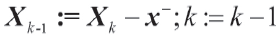 X_{k-1} := X_k − x^−; k := k − 1